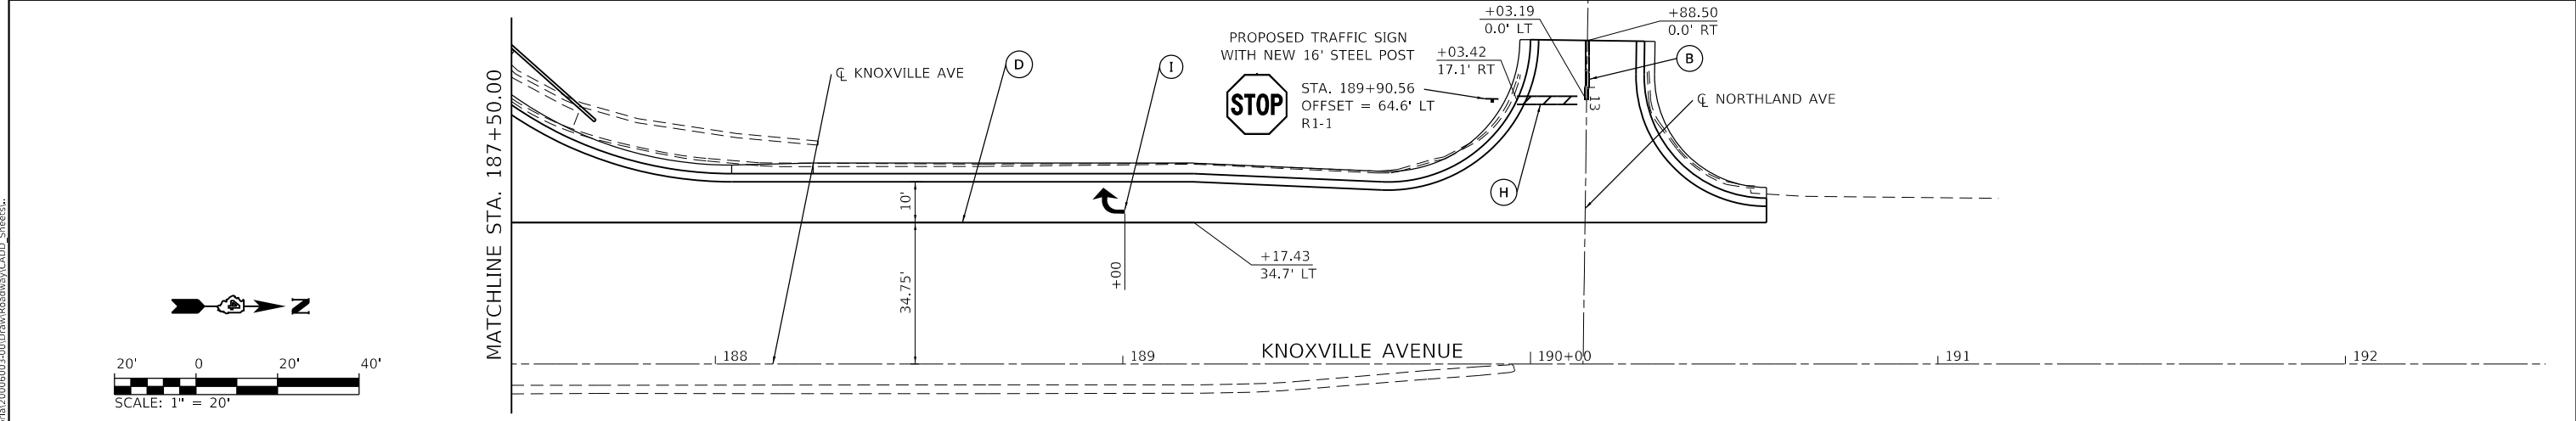 MATCHLINE STA. 187+50.00
℄ KNOXVILLE AVE
D
I
PROPOSED TRAFFIC SIGN
WITH NEW 16' STEEL POST
STOP
STA. 189+90.56
OFFSET = 64.6' LT
R1-1
+03.42
17.1' RT
+03.19
0.0' LT
+88.50
0.0' RT
B
13
℄ NORTHLAND AVE
H
10'
34.75'
+00
+17.43
34.7' LT
N
20' 0 20' 40'
SCALE: 1" = 20'
188
189
KNOXVILLE AVENUE
190+00
191
192